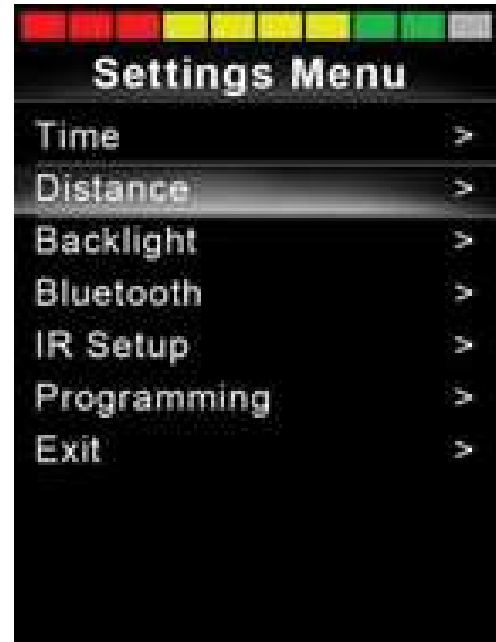 Settings Menu
Time >
Distance >
Backlight >
Bluetooth >
IR Setup >
Programming >
Exit >